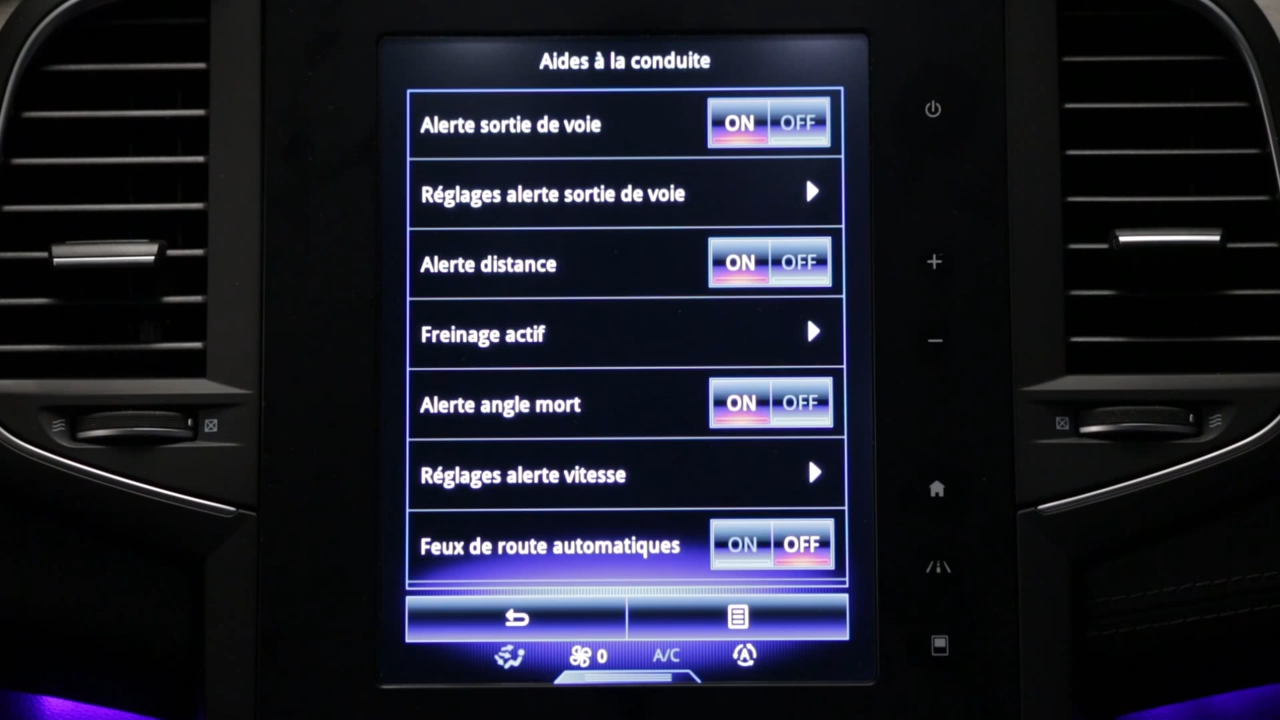 Aides à la conduite
Alerte sortie de voie ON OFF
Réglages alerte sortie de voie
Alerte distance ON OFF
Freinage actif
Alerte angle mort ON OFF
Réglages alerte vitesse
Feux de route automatiques ON OFF
0 A/C